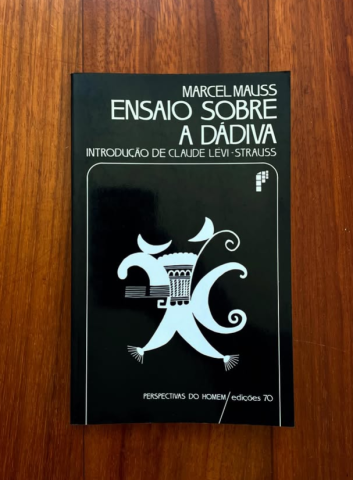 MARCEL MAUSS
ENSAIO SOBRE
A DÁDIVA
INTRODUÇÃO DE CLAUDE LEVI-STRAUSS
PERSPECTIVAS DO HOMEM/edições 70